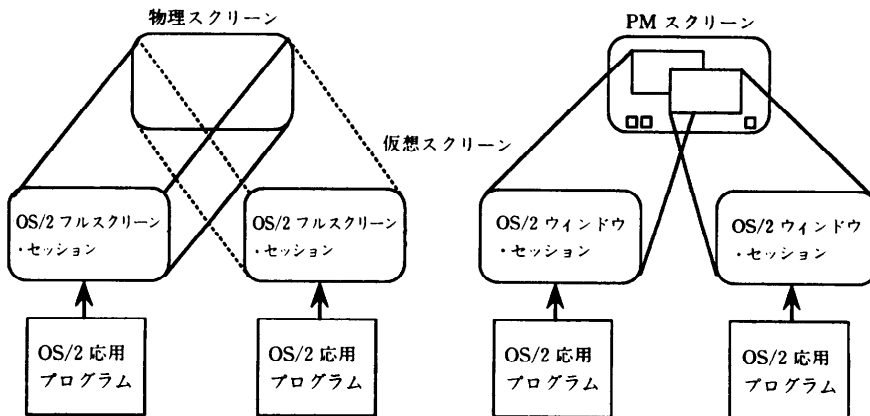 物理スクリーン
PM スクリーン
仮想スクリーン
OS/2 フルスクリーン
・セッション
OS/2 フルスクリーン
・セッション
OS/2 ウィンドウ
・セッション
OS/2 ウィンドウ
・セッション
OS/2 応用
プログラム
OS/2 応用
プログラム
OS/2 応用
プログラム
OS/2 応用
プログラム